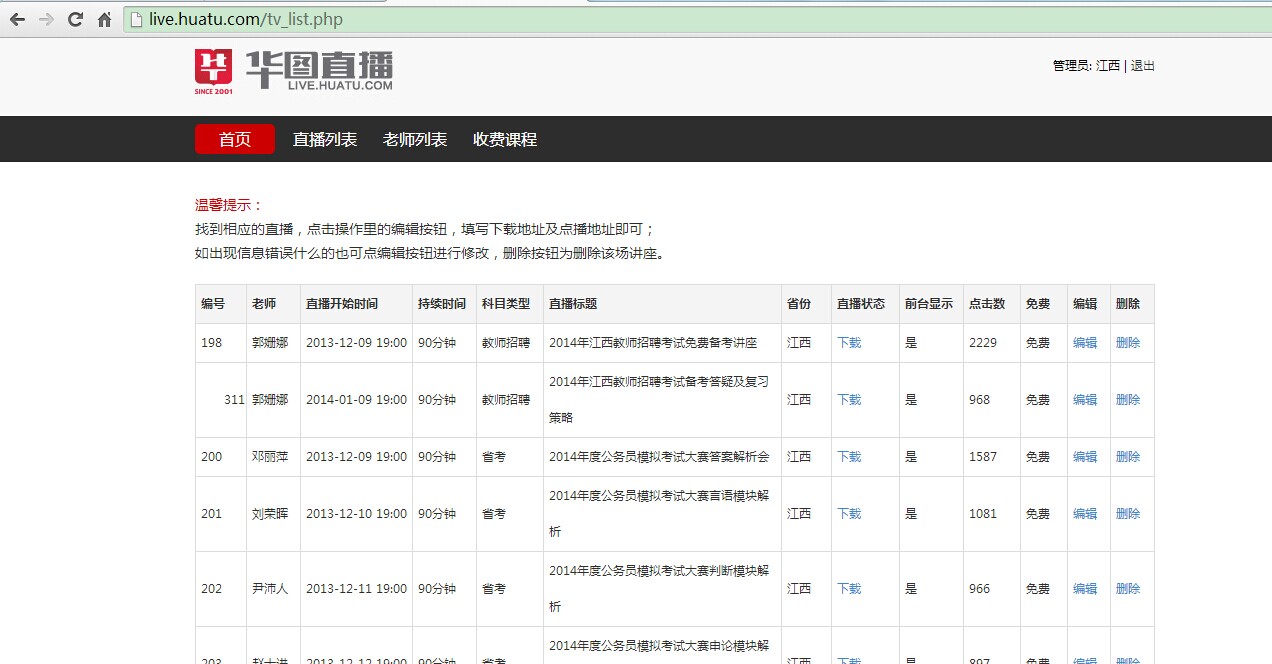 live.huatu.com/tv_list.php
华图直播
SINCE 2001
LIVE.HUATU.COM
管理员: 江西 | 退出
首页 直播列表 老师列表 收费课程
温馨提示：
找到相应的直播，点击操作里的编辑按钮，填写下载地址及点播地址即可；
如出现信息错误什么的也可点编辑按钮进行修改，删除按钮为删除该场讲座。
编号 老师 直播开始时间 持续时间 科目类型 直播标题 省份 直播状态 前台显示 点击数 免费 编辑 删除
198 郭姗娜 2013-12-09 19:00 90分钟 教师招聘 2014年江西教师招聘考试免费备考讲座 江西 下载 是 2229 免费 编辑 删除
2014年江西教师招聘考试备考答疑及复习
311 郭姗娜 2014-01-09 19:00 90分钟 教师招聘 江西 下载 是 968 免费 编辑 删除
策略
200 邓丽萍 2013-12-09 19:00 90分钟 省考 2014年度公务员模拟考试大赛答案解析会 江西 下载 是 1587 免费 编辑 删除
2014年度公务员模拟考试大赛言语模块解
201 刘荣晖 2013-12-10 19:00 90分钟 省考 江西 下载 是 1081 免费 编辑 删除
析
2014年度公务员模拟考试大赛判断模块解
202 尹沛人 2013-12-11 19:00 90分钟 省考 江西 下载 是 966 免费 编辑 删除
析
2014年度公务员模拟考试大赛申论模块解
203 2013-12-12 19:00 90分钟 省考 江西 下载 是 897 免费 编辑 删除